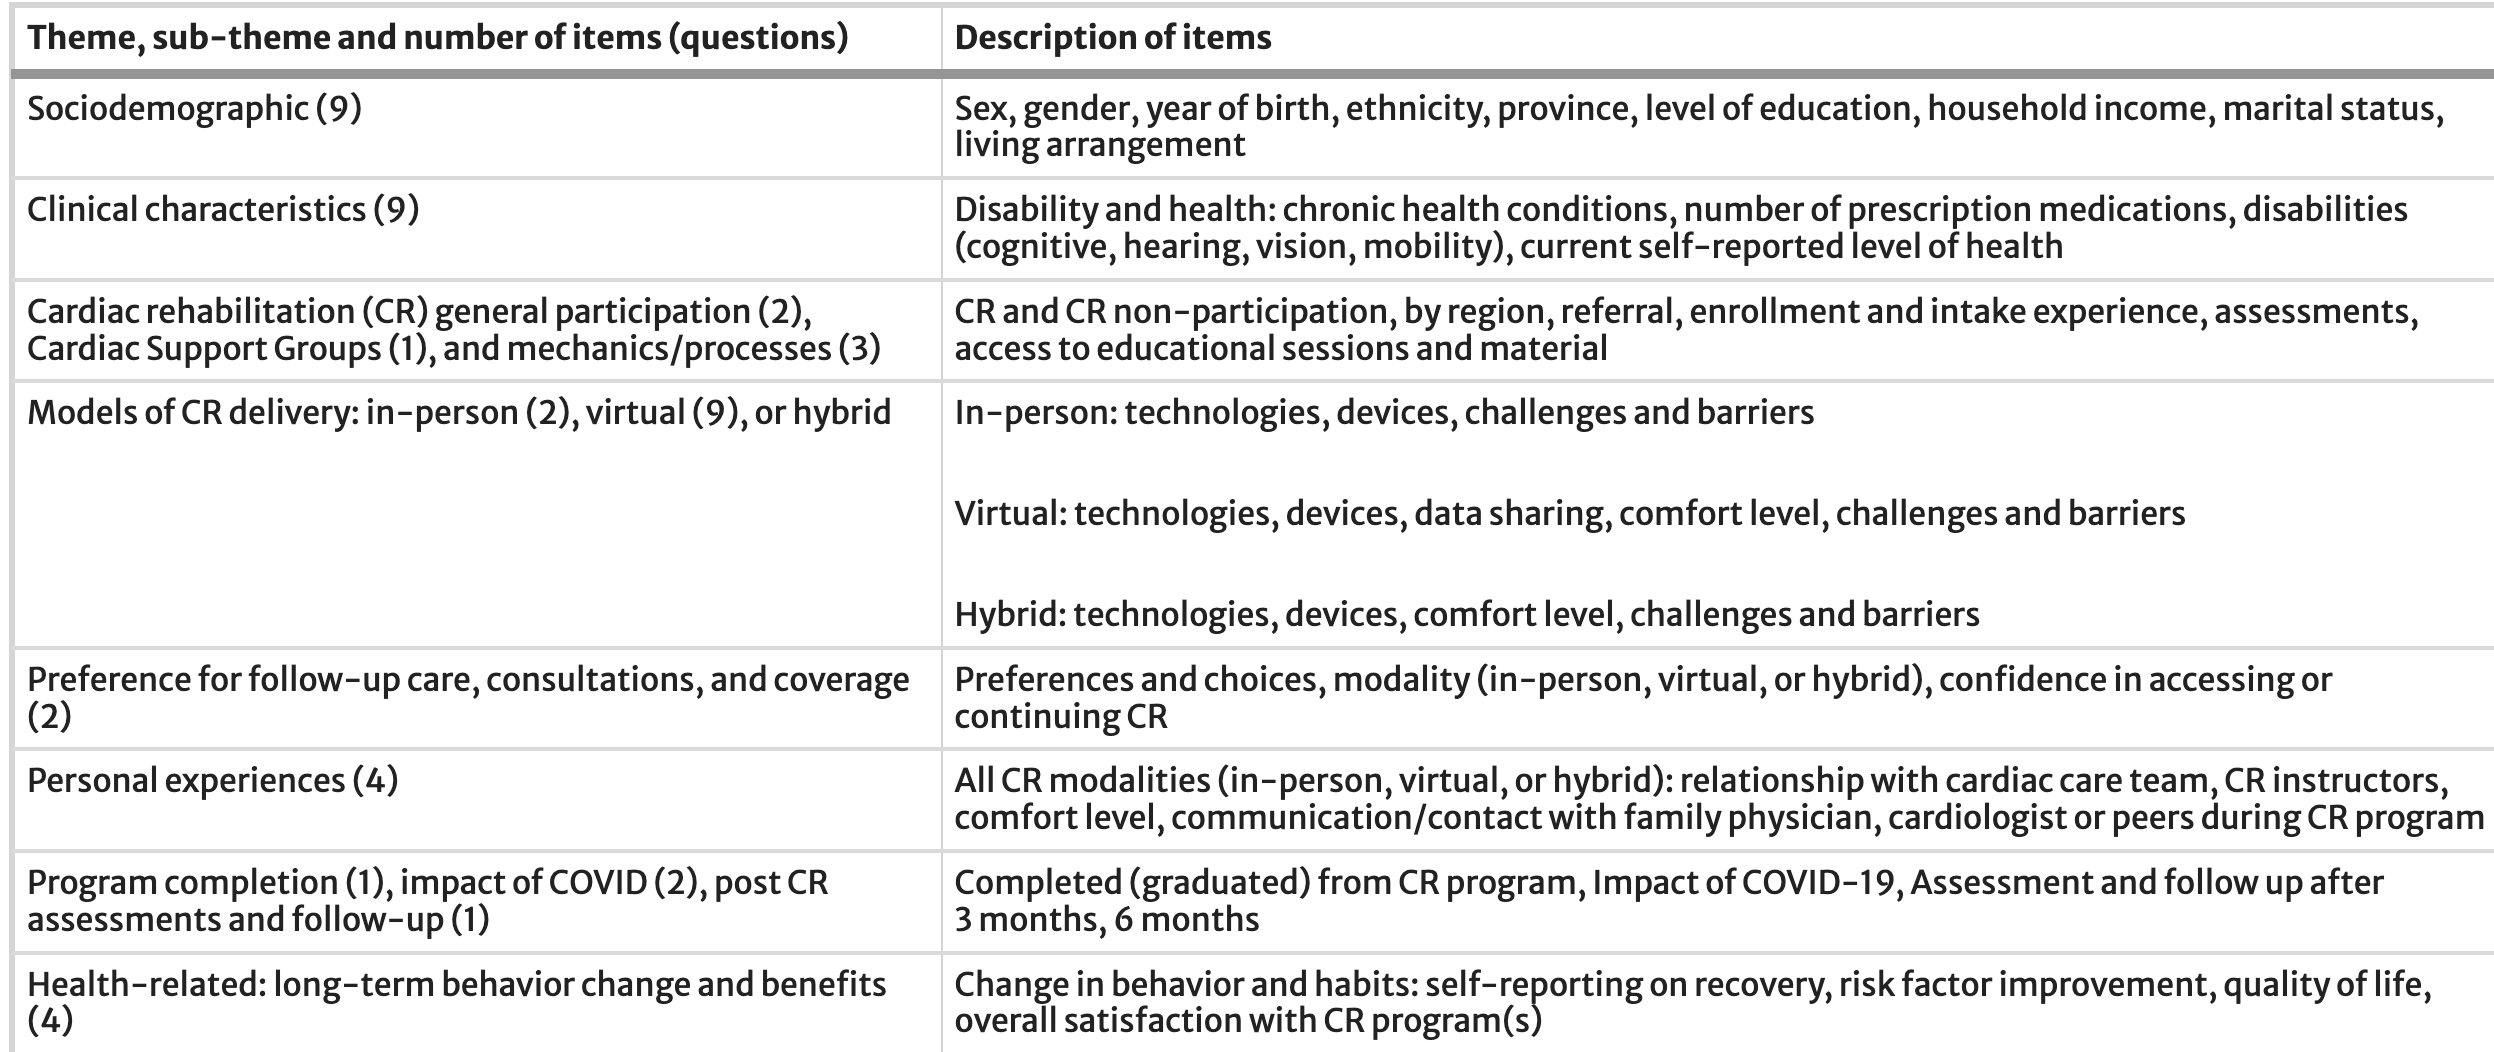 Theme, sub-theme and number of items (questions)
Description of items
Sociodemographic (9)
Sex, gender, year of birth, ethnicity, province, level of education, household income, marital status,
living arrangement
Clinical characteristics (9)
Disability and health: chronic health conditions, number of prescription medications, disabilities
(cognitive, hearing, vision, mobility), current self-reported level of health
Cardiac rehabilitation (CR) general participation (2),
Cardiac Support Groups (1), and mechanics/processes (3)
CR and CR non-participation, by region, referral, enrollment and intake experience, assessments,
access to educational sessions and material
Models of CR delivery: in-person (2), virtual (9), or hybrid
In-person: technologies, devices, challenges and barriers
Virtual: technologies, devices, data sharing, comfort level, challenges and barriers
Hybrid: technologies, devices, comfort level, challenges and barriers
Preference for follow-up care, consultations, and coverage
(2)
Preferences and choices, modality (in-person, virtual, or hybrid), confidence in accessing or
continuing CR
Personal experiences (4)
All CR modalities (in-person, virtual, or hybrid): relationship with cardiac care team, CR instructors,
comfort level, communication/contact with family physician, cardiologist or peers during CR program
Program completion (1), impact of COVID (2), post CR
assessments and follow-up (1)
Completed (graduated) from CR program, Impact of COVID-19, Assessment and follow up after
3 months, 6 months
Health-related: long-term behavior change and benefits
(4)
Change in behavior and habits: self-reporting on recovery, risk factor improvement, quality of life,
overall satisfaction with CR program(s)